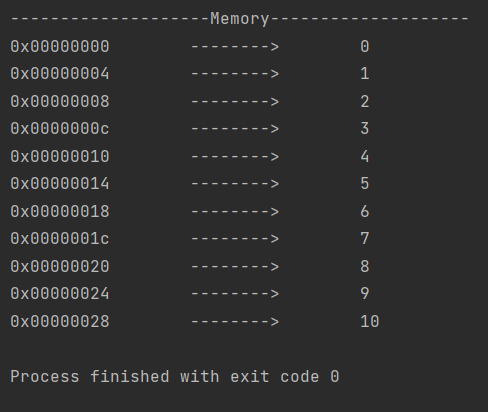 --------------------Memory--------------------
0x00000000        -------->        0
0x00000004        -------->        1
0x00000008        -------->        2
0x0000000c        -------->        3
0x00000010        -------->        4
0x00000014        -------->        5
0x00000018        -------->        6
0x0000001c        -------->        7
0x00000020        -------->        8
0x00000024        -------->        9
0x00000028        -------->        10
Process finished with exit code 0